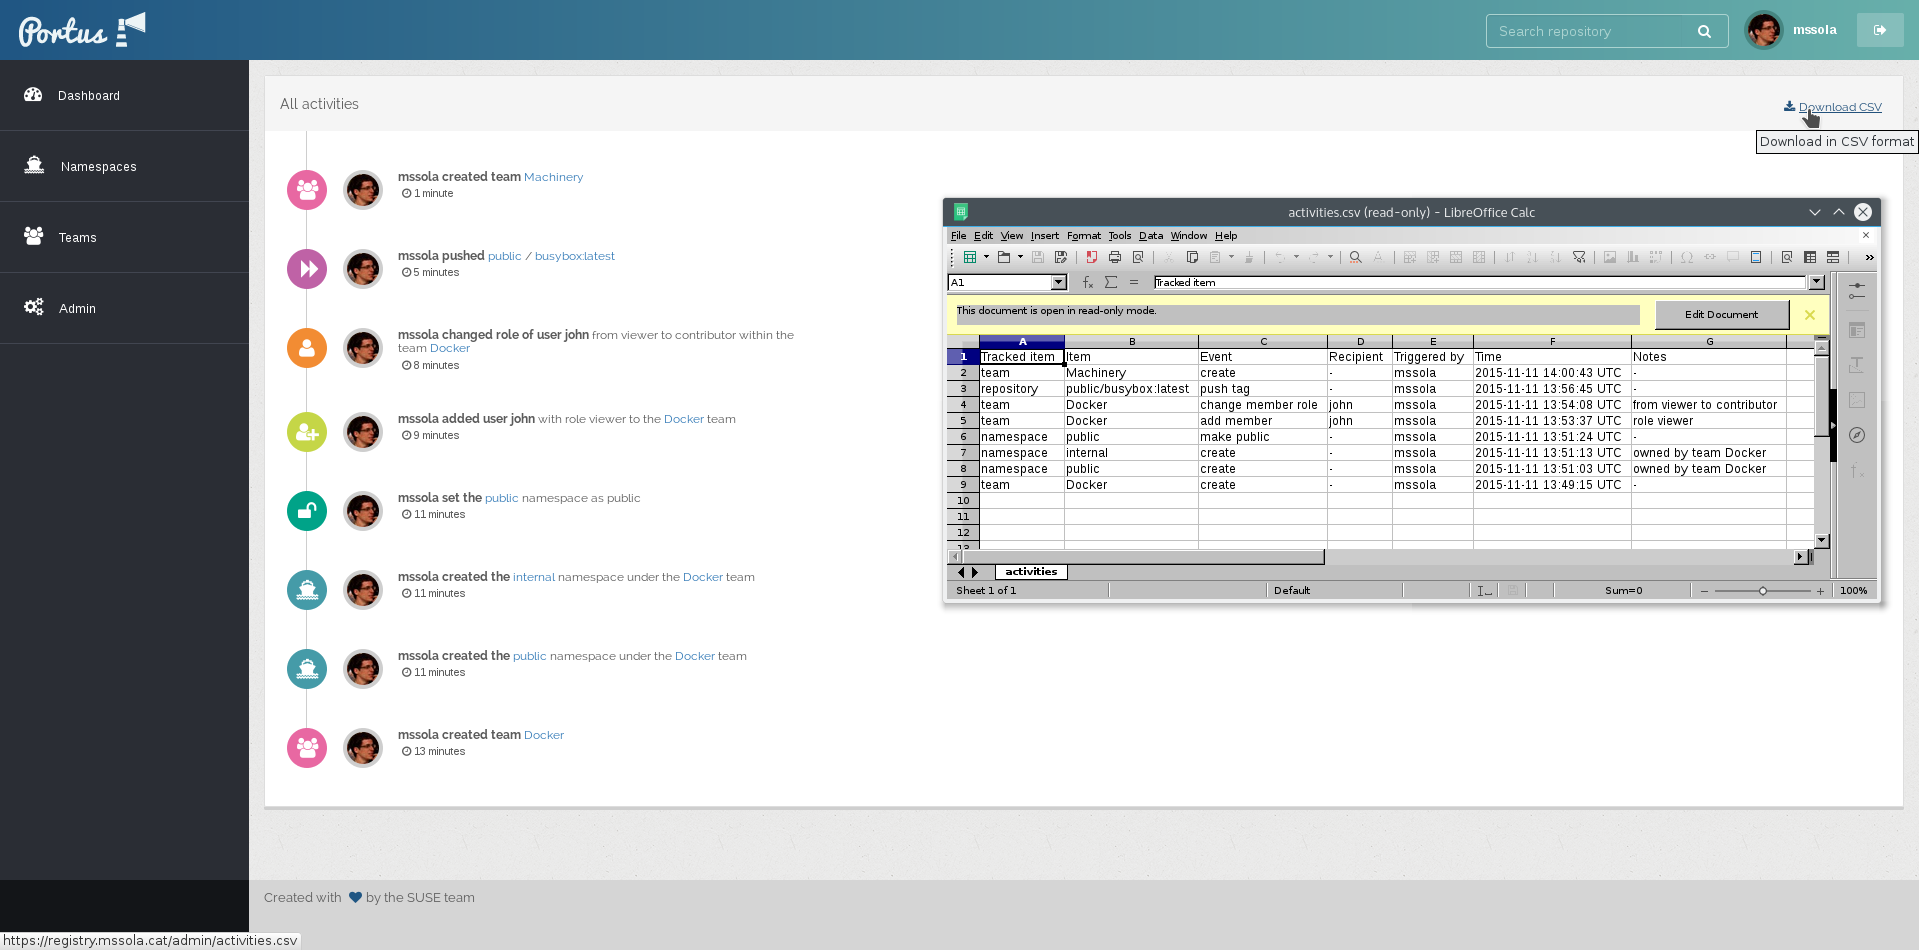 Portus
Search repository
mssola
Dashboard
Namespaces
Teams
Admin
All activities
Download CSV
Download in CSV format
mssola created team Machinery
1 minute
mssola pushed public / busybox:latest
5 minutes
mssola changed role of user john from viewer to contributor within the
team Docker
8 minutes
mssola added user john with role viewer to the Docker team
9 minutes
mssola set the public namespace as public
11 minutes
mssola created the internal namespace under the Docker team
11 minutes
mssola created the public namespace under the Docker team
11 minutes
mssola created team Docker
13 minutes
activities.csv (read-only) - LibreOffice Calc
File Edit View Insert Format Tools Data Window Help
A1 Tracked item
This document is open in read-only mode. Edit Document
A B C D E F G
1 Tracked item Item Event Recipient Triggered by Time Notes
2 team Machinery create - mssola 2015-11-11 14:00:43 UTC -
3 repository public/busybox:latest push tag - mssola 2015-11-11 13:56:45 UTC -
4 team Docker change member role john mssola 2015-11-11 13:54:08 UTC from viewer to contributor
5 team Docker add member john mssola 2015-11-11 13:53:37 UTC role viewer
6 namespace public make public - mssola 2015-11-11 13:51:24 UTC -
7 namespace internal create - mssola 2015-11-11 13:51:13 UTC owned by team Docker
8 namespace public create - mssola 2015-11-11 13:51:03 UTC owned by team Docker
9 team Docker create - mssola 2015-11-11 13:49:15 UTC -
10
11
12
13
activities
Sheet 1 of 1 Default Sum=0 100%
Created with by the SUSE team
https://registry.mssola.cat/admin/activities.csv